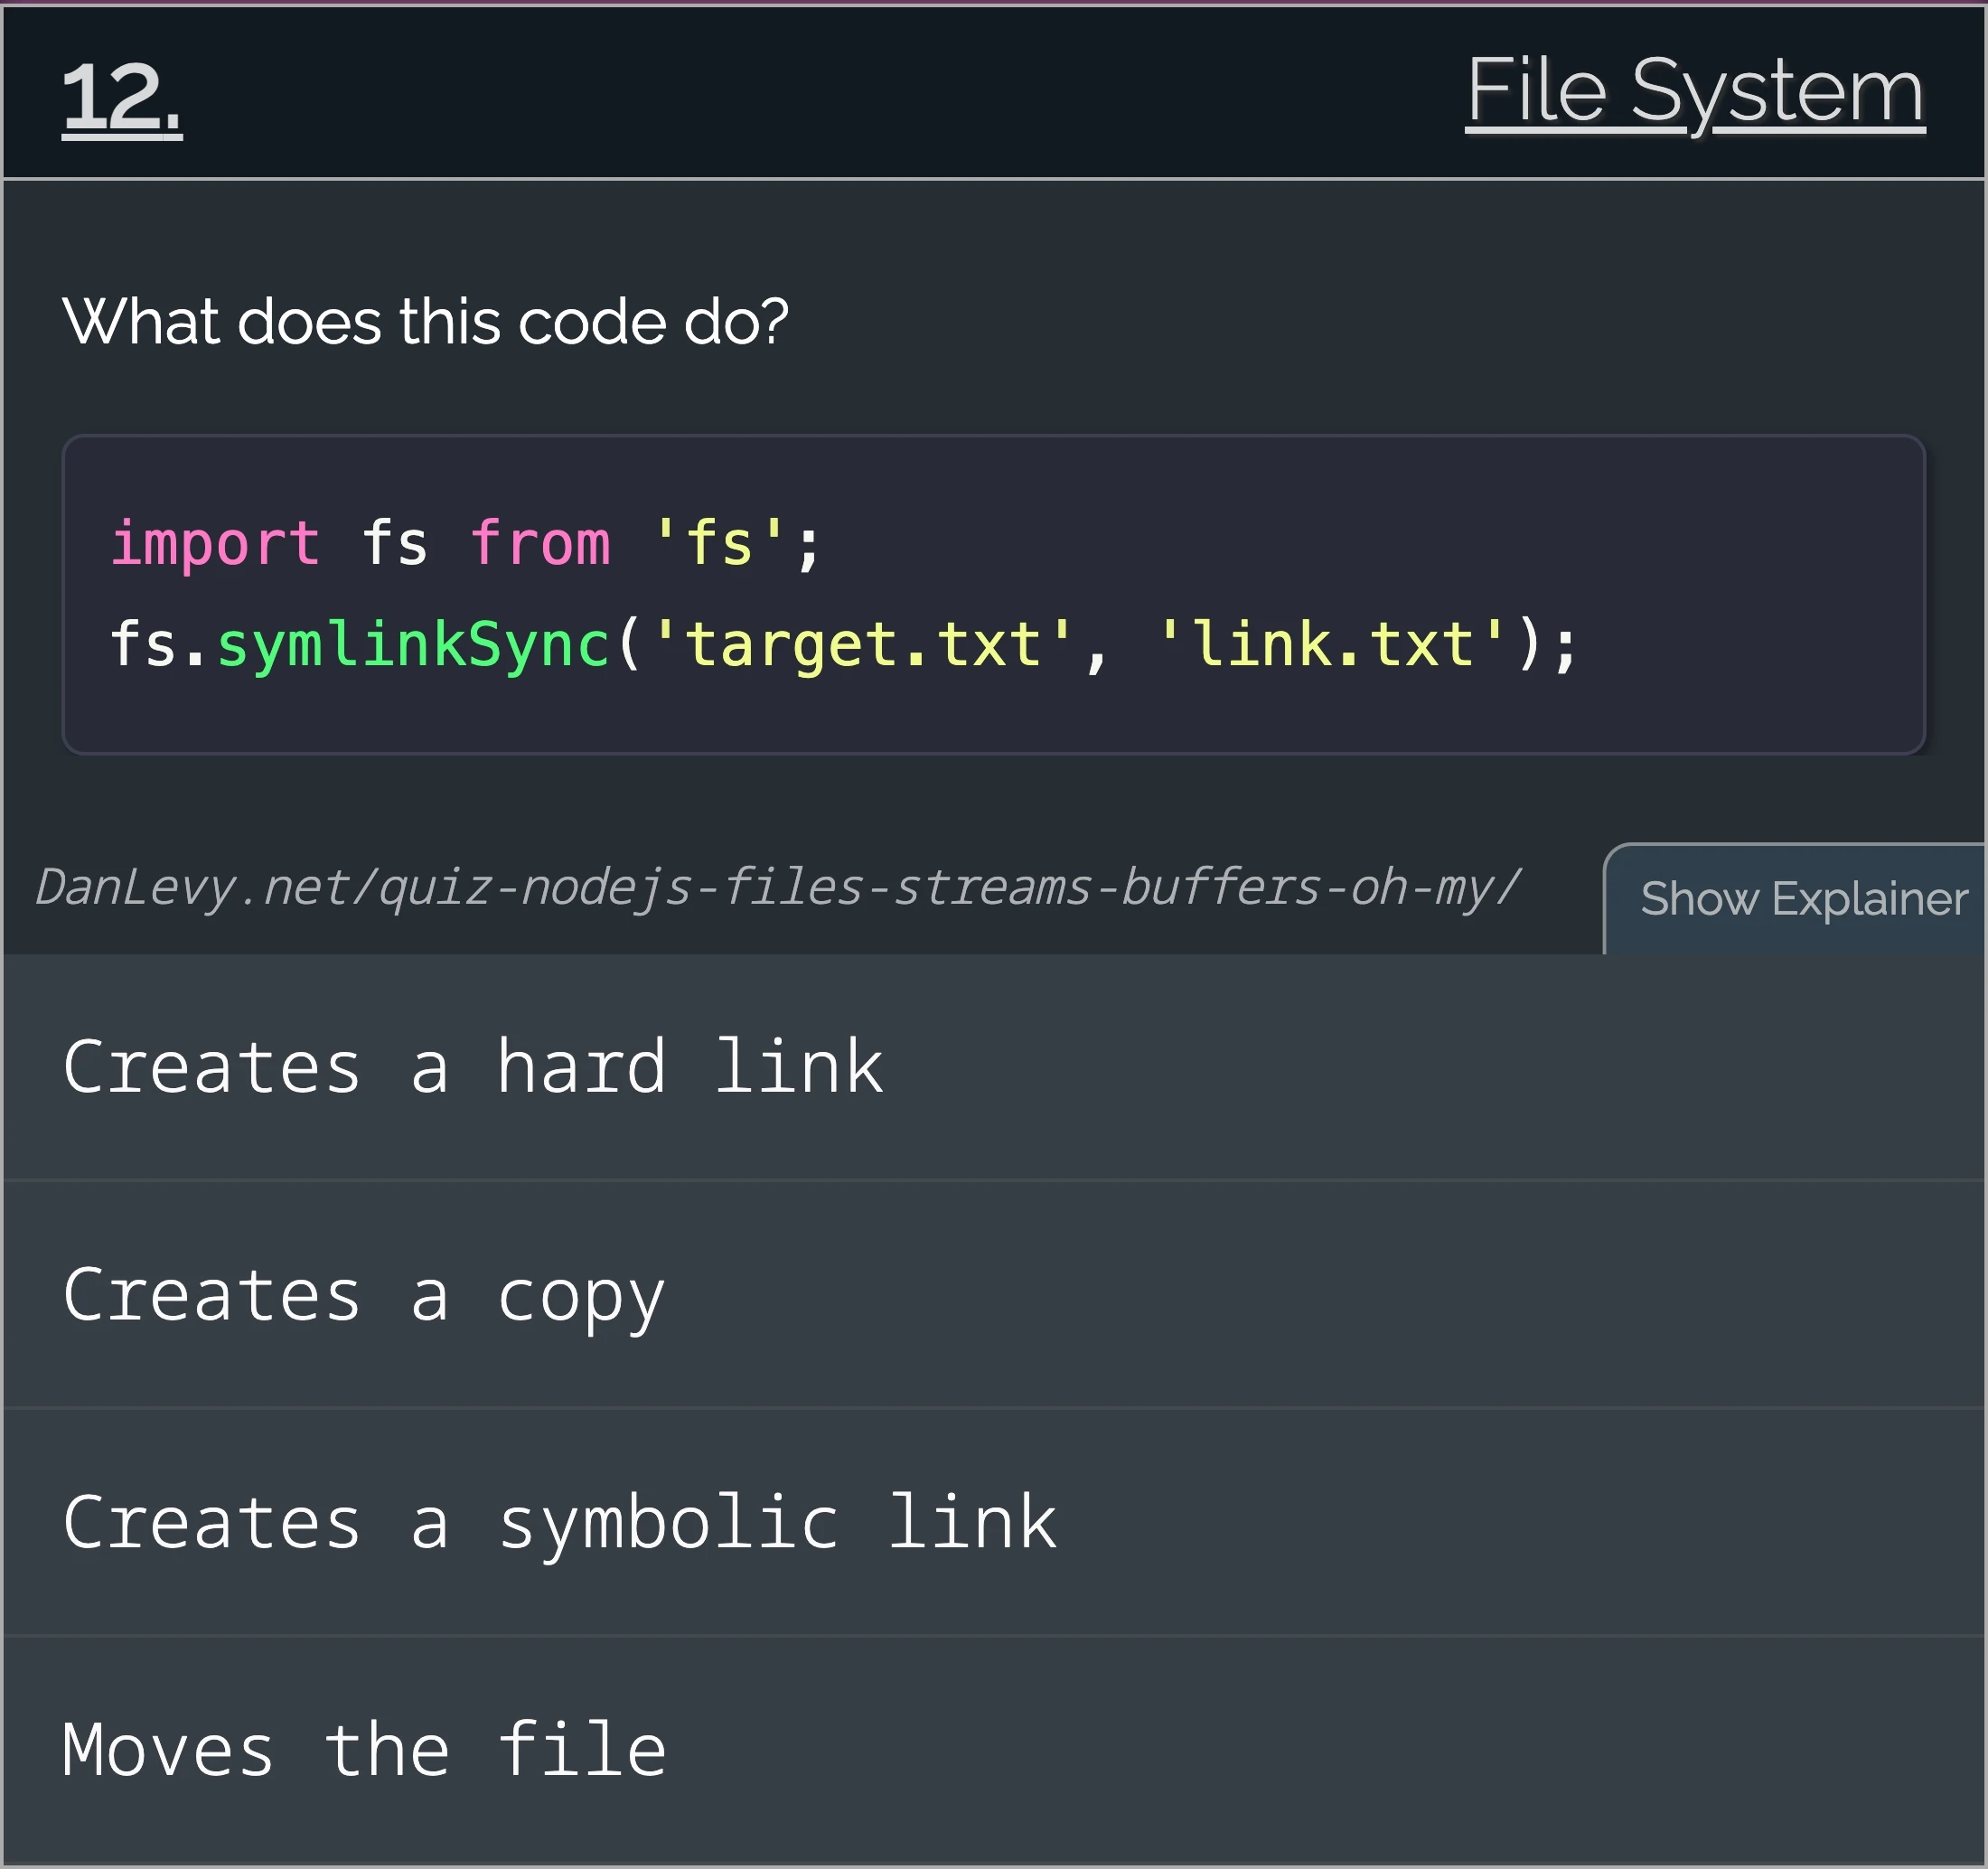 12.
File System
What does this code do?
import fs from 'fs';
fs.symlinkSync('target.txt', 'link.txt');
DanLevy.net/quiz-nodejs-files-streams-buffers-oh-my/
Show Explainer
Creates a hard link
Creates a copy
Creates a symbolic link
Moves the file